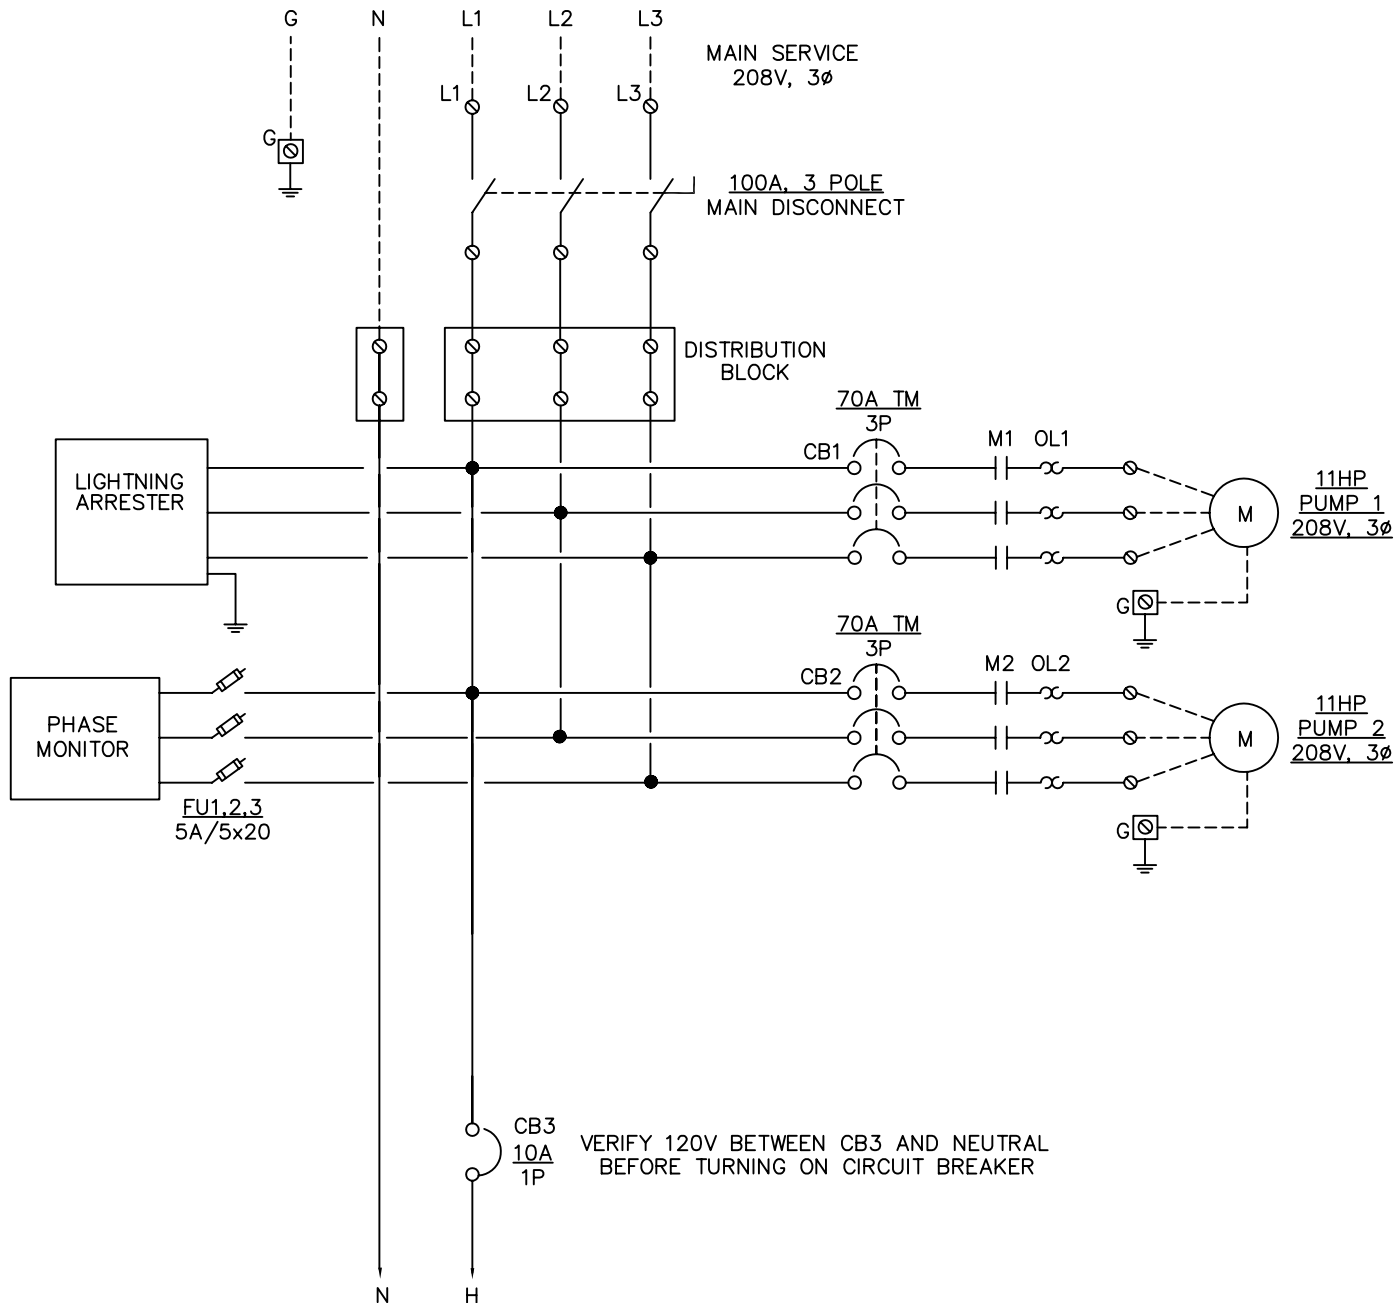 G N L1 L2 L3
MAIN SERVICE
208V, 3ø
L1 L2 L3
G
100A, 3 POLE
MAIN DISCONNECT
DISTRIBUTION
BLOCK
70A TM
3P
CB1 M1 OL1
LIGHTNING
ARRESTER
M
11HP
PUMP 1
208V, 3ø
G
70A TM
3P
CB2 M2 OL2
PHASE
MONITOR
M
11HP
PUMP 2
208V, 3ø
FU1,2,3
5A/5x20
G
CB3
10A
1P
VERIFY 120V BETWEEN CB3 AND NEUTRAL
BEFORE TURNING ON CIRCUIT BREAKER
N H